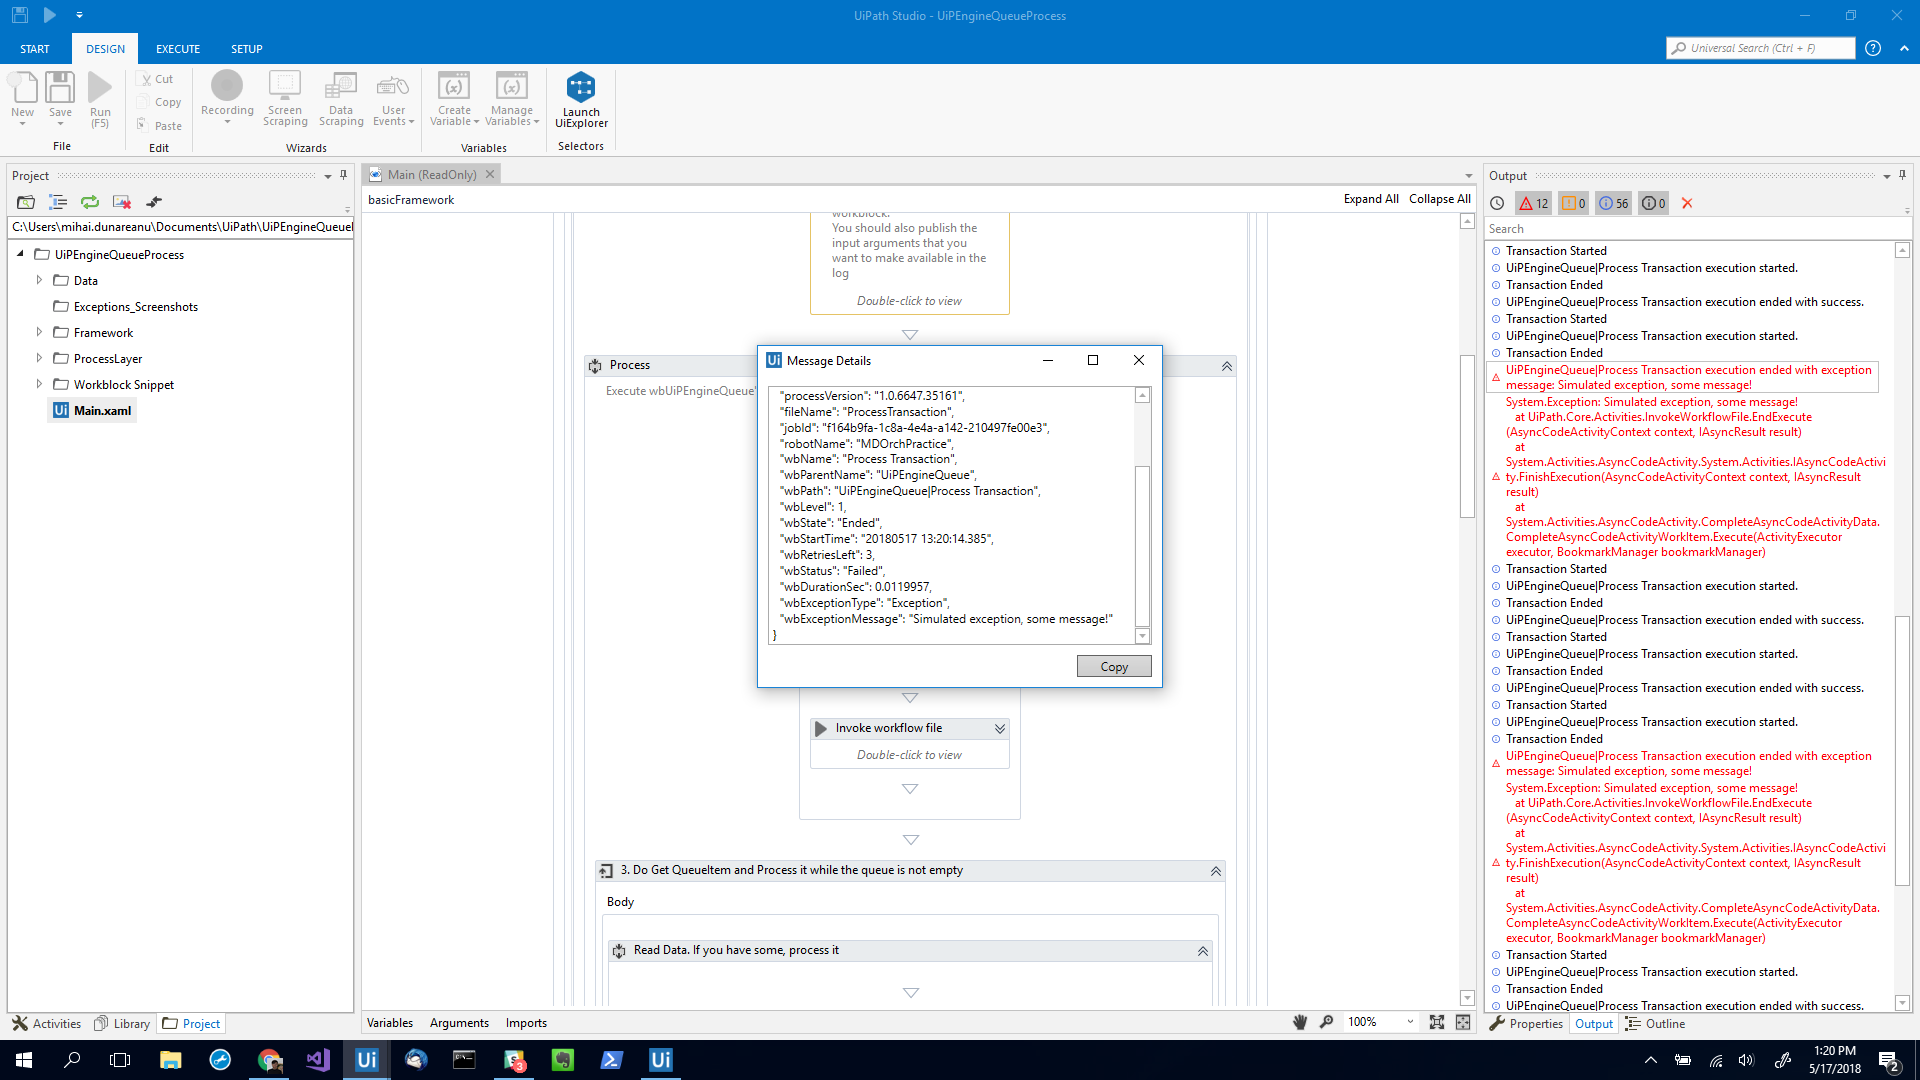 UiPath Studio - UiPEngineQueueProcess
START
DESIGN
EXECUTE
SETUP
Universal Search (Ctrl + F)
New
Save
Run
(F5)
File
Cut
Copy
Paste
Edit
Recording
Screen
Scraping
Data
Scraping
User
Events
Wizards
Create
Variable
Manage
Variables
Variables
Launch
UiExplorer
Selectors
Project
C:\Users\mihai.dunareanu\Documents\UiPath\UiPEngineQueueI
UiPEngineQueueProcess
Data
Exceptions_Screenshots
Framework
ProcessLayer
Workblock Snippet
Ui Main.xaml
Activities
Library
Project
Main (ReadOnly)
basicFramework
Expand All
Collapse All
workblock.
You should also publish the
input arguments that you
want to make available in the
log
Double-click to view
Process
Execute wbUiPEngineQueue'
Ui Message Details
"processVersion": "1.0.6647.35161",
"fileName": "ProcessTransaction",
"jobId": "f164b9fa-1c8a-4e4a-a142-210497fe00e3",
"robotName": "MDOrchPractice",
"wbName": "Process Transaction",
"wbParentName": "UiPEngineQueue",
"wbPath": "UiPEngineQueue|Process Transaction",
"wbLevel": 1,
"wbState": "Ended",
"wbStartTime": "20180517 13:20:14.385",
"wbRetriesLeft": 3,
"wbStatus": "Failed",
"wbDurationSec": 0.0119957,
"wbExceptionType": "Exception",
"wbExceptionMessage": "Simulated exception, some message!"
}
Copy
Invoke workflow file
Double-click to view
3. Do Get QueueItem and Process it while the queue is not empty
Body
Read Data. If you have some, process it
Variables
Arguments
Imports
100%
Output
12
0
56
0
Search
Transaction Started
UiPEngineQueue|Process Transaction execution started.
Transaction Ended
UiPEngineQueue|Process Transaction execution ended with success.
Transaction Started
UiPEngineQueue|Process Transaction execution started.
Transaction Ended
UiPEngineQueue|Process Transaction execution ended with exception
message: Simulated exception, some message!
System.Exception: Simulated exception, some message!
at UiPath.Core.Activities.InvokeWorkflowFile.EndExecute
(AsyncCodeActivityContext context, IAsyncResult result)
at
System.Activities.AsyncCodeActivity.System.Activities.IAsyncCodeActivi
ty.FinishExecution(AsyncCodeActivityContext context, IAsyncResult
result)
at
System.Activities.AsyncCodeActivity.CompleteAsyncCodeActivityData.
CompleteAsyncCodeActivityWorkItem.Execute(ActivityExecutor
executor, BookmarkManager bookmarkManager)
Transaction Started
UiPEngineQueue|Process Transaction execution started.
Transaction Ended
UiPEngineQueue|Process Transaction execution ended with success.
Transaction Started
UiPEngineQueue|Process Transaction execution started.
Transaction Ended
UiPEngineQueue|Process Transaction execution ended with success.
Transaction Started
UiPEngineQueue|Process Transaction execution started.
Transaction Ended
UiPEngineQueue|Process Transaction execution ended with exception
message: Simulated exception, some message!
System.Exception: Simulated exception, some message!
at UiPath.Core.Activities.InvokeWorkflowFile.EndExecute
(AsyncCodeActivityContext context, IAsyncResult result)
at
System.Activities.AsyncCodeActivity.System.Activities.IAsyncCodeActivi
ty.FinishExecution(AsyncCodeActivityContext context, IAsyncResult
result)
at
System.Activities.AsyncCodeActivity.CompleteAsyncCodeActivityData.
CompleteAsyncCodeActivityWorkItem.Execute(ActivityExecutor
executor, BookmarkManager bookmarkManager)
Transaction Started
UiPEngineQueue|Process Transaction execution started.
Transaction Ended
UiPEngineQueue|Process Transaction execution ended with success.
Properties
Output
Outline
Ui
3
Ui
1:20 PM
5/17/2018
2